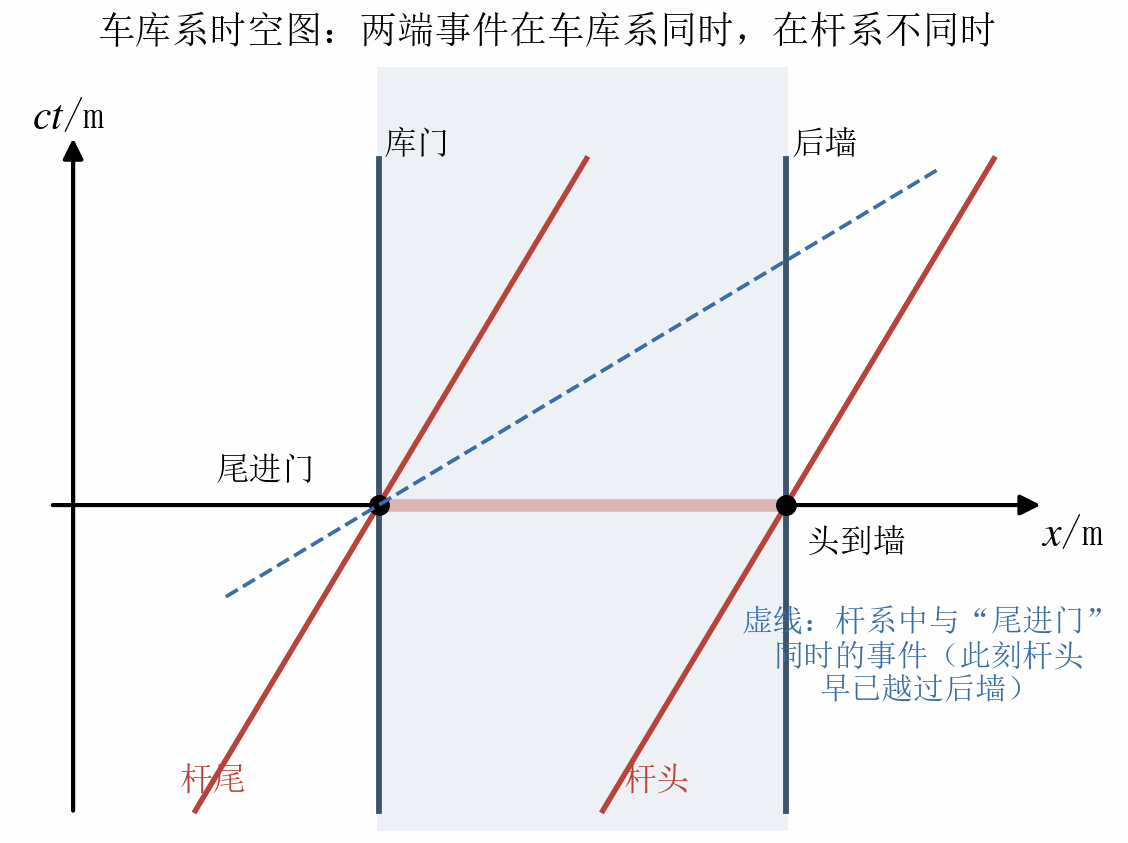 车库系时空图：两端事件在车库系同时，在杆系不同时
ct/m
库门
后墙
尾进门
头到墙
x/m
虚线：杆系中与“尾进门”
同时的事件（此刻杆头
早已越过后墙）
杆尾
杆头